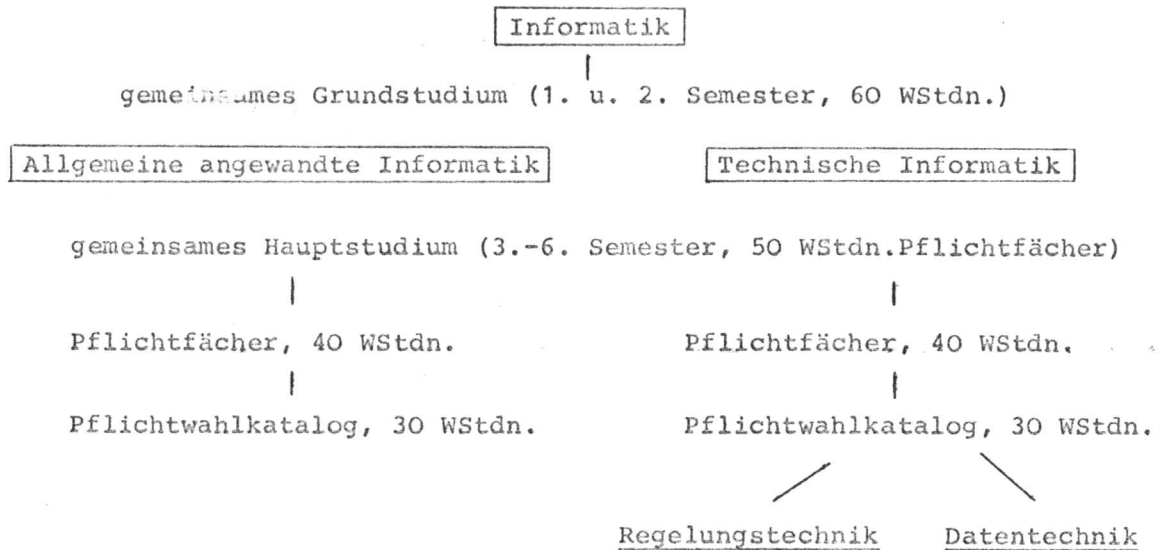 Informatik
gemeinsames Grundstudium (1. u. 2. Semester, 60 WStdn.)
Allgemeine angewandte Informatik Technische Informatik
gemeinsames Hauptstudium (3.-6. Semester, 50 WStdn.Pflichtfächer)
Pflichtfächer, 40 WStdn. Pflichtfächer, 40 WStdn.
Pflichtwahlkatalog, 30 WStdn. Pflichtwahlkatalog, 30 WStdn.
Regelungstechnik Datentechnik